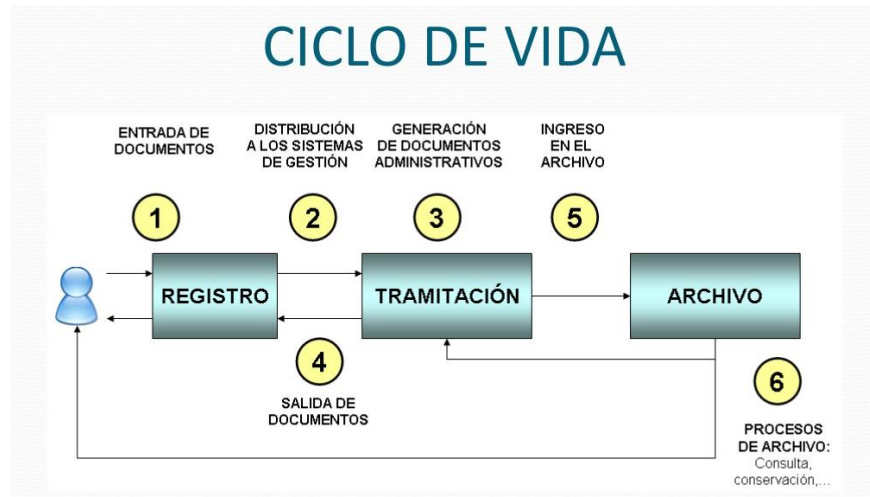 CICLO DE VIDA
ENTRADA DE
DOCUMENTOS
DISTRIBUCIÓN
A LOS SISTEMAS
DE GESTIÓN
GENERACIÓN
DE DOCUMENTOS
ADMINISTRATIVOS
INGRESO
EN EL
ARCHIVO
1
2
3
5
REGISTRO
TRAMITACIÓN
ARCHIVO
4
SALIDA DE
DOCUMENTOS
6
PROCESOS
DE ARCHIVO:
Consulta,
conservación,...